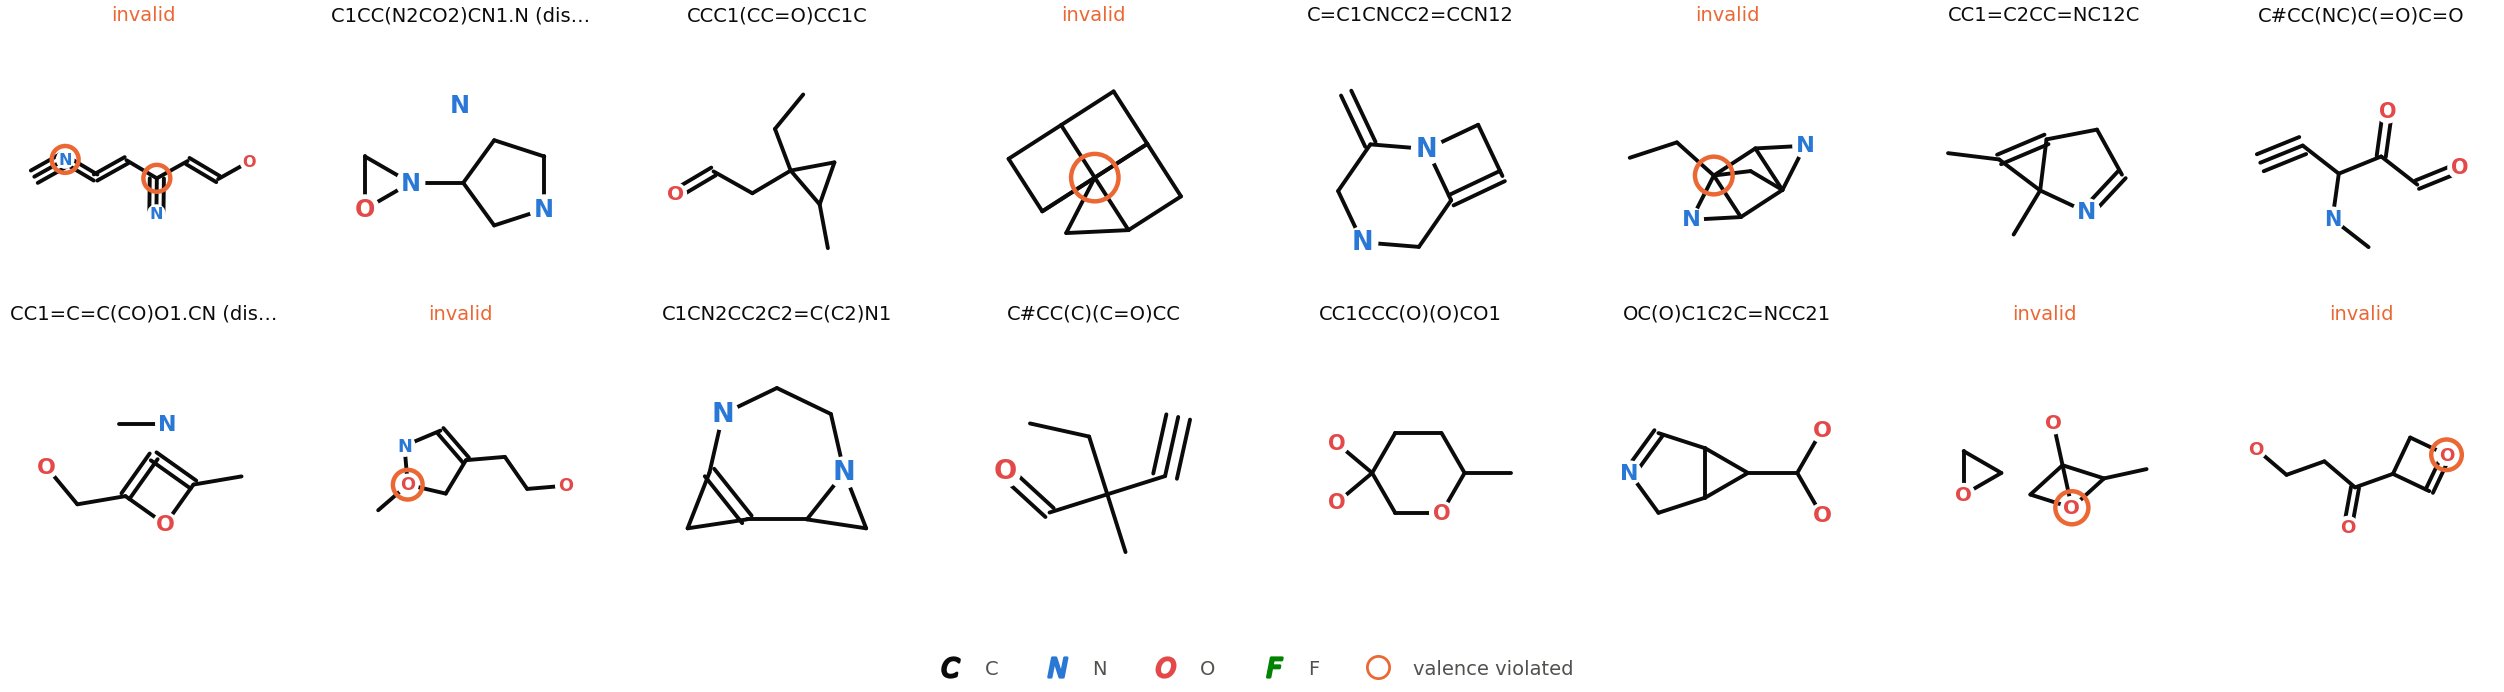 invalid
C1CC(N2CO2)CN1.N (dis...
CCC1(CC=O)CC1C
invalid
C=C1CNCC2=CCN12
invalid
CC1=C2CC=NC12C
C#CC(NC)C(=O)C=O
N N O
N N O N
O
N N
N N
N
O O N
CC1=C=C(CO)O1.CN (dis...
invalid
C1CN2CC2C2=C(C2)N1
C#CC(C)(C=O)CC
CC1CCC(O)(O)CO1
OC(O)C1C2C=NCC21
invalid
invalid
N O O
N O O
N N
O
O O O
N O O
O O O
O O O
C C N N O O F F valence violated